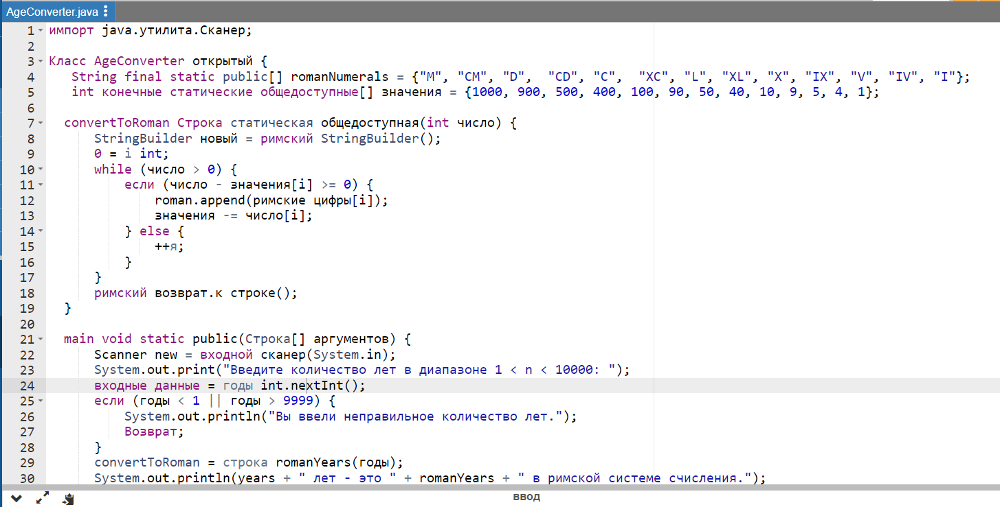 AgeConverter.java
1 импорт java.утилита.Сканер;
2
3 Класс AgeConverter открытый {
4 String final static public[] romanNumerals = {"M", "CM", "D", "CD", "C", "XC", "L", "XL", "X", "IX", "V", "IV", "I"};
5 int конечные статические общедоступные[] значения = {1000, 900, 500, 400, 100, 90, 50, 40, 10, 9, 5, 4, 1};
6
7 convertToRoman Строка статическая общедоступная(int число) {
8 StringBuilder новый = римский StringBuilder();
9 0 = i int;
10 while (число > 0) {
11 если (число - значения[i] >= 0) {
12 roman.append(римские цифры[i]);
13 значения -= число[i];
14 } else {
15 ++я;
16 }
17 }
18 римский возврат.к строке();
19 }
20
21 main void static public(Строка[] аргументов) {
22 Scanner new = входной сканер(System.in);
23 System.out.print("Введите количество лет в диапазоне 1 < n < 10000: ");
24 входные данные = годы int.nextInt();
25 если (годы < 1 || годы > 9999) {
26 System.out.println("Вы ввели неправильное количество лет.");
27 Возврат;
28 }
29 convertToRoman = строка romanYears(годы);
30 System.out.println(years + " лет - это " + romanYears + " в римской системе счисления.");
ввод